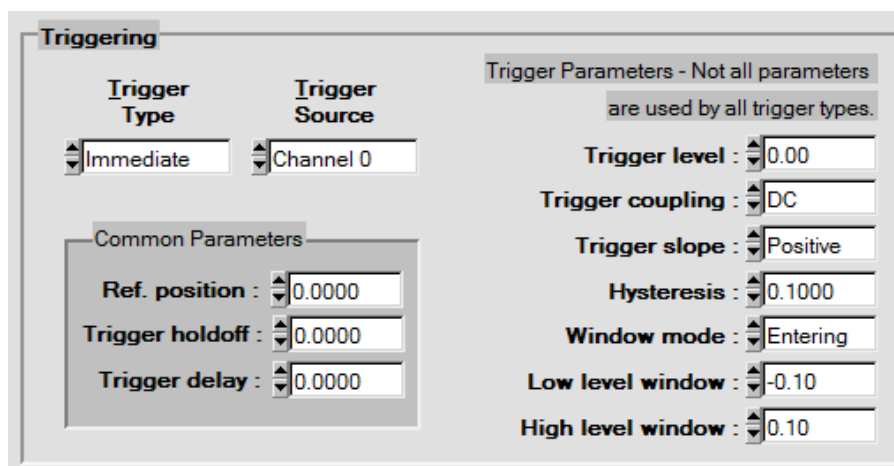 Triggering
Trigger Type
Immediate
Trigger Source
Channel 0
Common Parameters
Ref. position : 0.0000
Trigger holdoff : 0.0000
Trigger delay : 0.0000
Trigger Parameters - Not all parameters
are used by all trigger types.
Trigger level : 0.00
Trigger coupling : DC
Trigger slope : Positive
Hysteresis : 0.1000
Window mode : Entering
Low level window : -0.10
High level window : 0.10